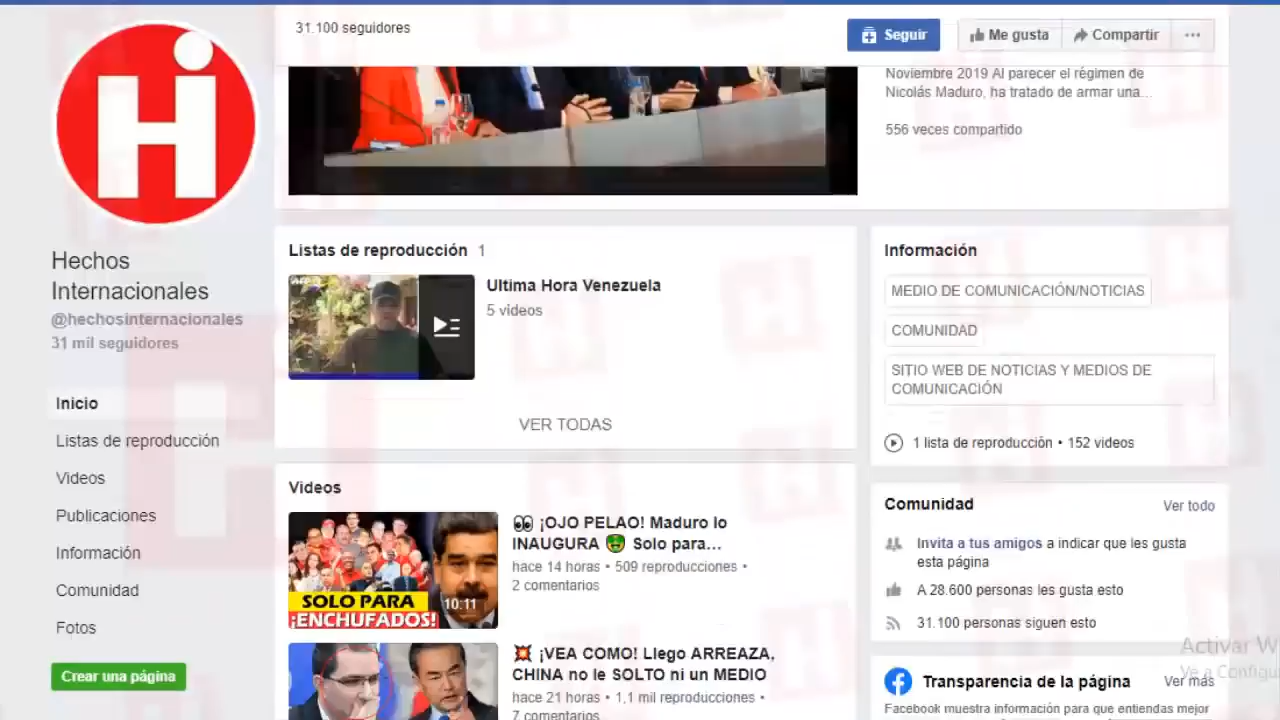 31.100 seguidores
Seguir
Me gusta
Compartir
Noviembre 2019 Al parecer el régimen de
Nicolás Maduro, ha tratado de armar una...
556 veces compartido
Hi
Hechos
Internacionales
@hechosinternacionales
31 mil seguidores
Inicio
Listas de reproducción
Videos
Publicaciones
Información
Comunidad
Fotos
Crear una página
Listas de reproducción 1
Ultima Hora Venezuela
5 videos
VER TODAS
Videos
SOLO PARA
¡ENCHUFADOS!
10:11
👀 ¡OJO PELAO! Maduro lo
INAUGURA 🤠 Solo para...
hace 14 horas • 509 reproducciones •
2 comentarios
💥 ¡VEA COMO! Llego ARREAZA,
CHINA no le SOLTO ni un MEDIO
hace 21 horas • 1,1 mil reproducciones •
7 comentarios
Información
MEDIO DE COMUNICACIÓN/NOTICIAS
COMUNIDAD
SITIO WEB DE NOTICIAS Y MEDIOS DE
COMUNICACIÓN
1 lista de reproducción • 152 videos
Comunidad
Ver todo
Invita a tus amigos a indicar que les gusta
esta página
A 28.600 personas les gusta esto
31.100 personas siguen esto
Activar W
Ve a Configu
Transparencia de la página
Ver más
Facebook muestra información para que entiendas mejor